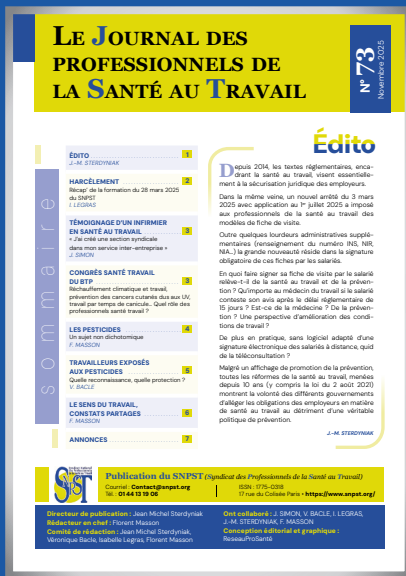 LE JOURNAL DES
PROFESSIONNELS DE
LA SANTÉ AU TRAVAIL
N° 73
Novembre 2025
sommaire
ÉDITO 1
J.-M. STERDYNIAK
HARCÈLEMENT 2
Récap' de la formation du 28 mars 2025
du SNPST
I. LEGRAS
TÉMOIGNAGE D'UN INFIRMIER
EN SANTÉ AU TRAVAIL 3
« J'ai créé une section syndicale
dans mon service inter-entreprise »
J. SIMON
CONGRÈS SANTÉ TRAVAIL
DU BTP 3
Réchauffement climatique et travail,
prévention des cancers cutanés dus aux UV,
travail par temps de canicule... Quel rôle des
professionnels santé travail ?
LES PESTICIDES 4
Un sujet non dichotomique
F. MASSON
TRAVAILLEURS EXPOSÉS
AUX PESTICIDES 5
Quelle reconnaissance, quelle protection ?
V. BACLE
LE SENS DU TRAVAIL,
CONSTATS PARTAGES 6
F. MASSON
ANNONCES 7
Édito
Depuis 2014, les textes réglementaires, enca-
drant la santé au travail, visent essentielle-
ment à la sécurisation juridique des employeurs.
Dans la même veine, un nouvel arrêté du 3 mars
2025 avec application au 1er juillet 2025 a imposé
aux professionnels de la santé au travail des
modèles de fiche de visite.
Outre quelques lourdeurs administratives supplé-
mentaires (renseignement du numéro INS, NIR,
NIA...) la grande nouveauté réside dans la signature
obligatoire de ces fiches par les salariés.
En quoi faire signer sa fiche de visite par le salarié
relève-t-il de la santé au travail et de la préven-
tion ? Qu'importe au médecin du travail si le salarié
conteste son avis après le délai réglementaire de
15 jours ? Est-ce de la médecine ? De la préven-
tion ? Une perspective d'amélioration des condi-
tions de travail ?
De plus en pratique, sans logiciel adapté d'une
signature électronique des salariés à distance, quid
de la téléconsultation ?
Malgré un affichage de promotion de la prévention,
toutes les réformes de la santé au travail, menées
depuis 10 ans (y compris la loi du 2 août 2021)
montrent la volonté des différents gouvernements
d'alléger les obligations des employeurs en matière
de santé au travail au détriment d'une véritable
politique de prévention.
J.-M. STERDYNIAK
SNPST
Publication du SNPST (Syndicat des Professionnels de la Santé au Travail)
Courriel : Contact@snpst.org
Tél. : 01 44 13 19 06
ISSN : 1775-0318
17 rue du Colisée Paris • https://www.snpst.org/
Directeur de publication : Jean Michel Sterdyniak
Rédacteur en chef : Florent Masson
Comité de rédaction : Jean Michel Sterdyniak,
Véronique Bacle, Isabelle Legras, Florent Masson
Ont collaboré : J. SIMON, V. BACLE, I. LEGRAS,
J.-M. STERDYNIAK, F. MASSON
Conception éditorial et graphique :
RéseauProSanté